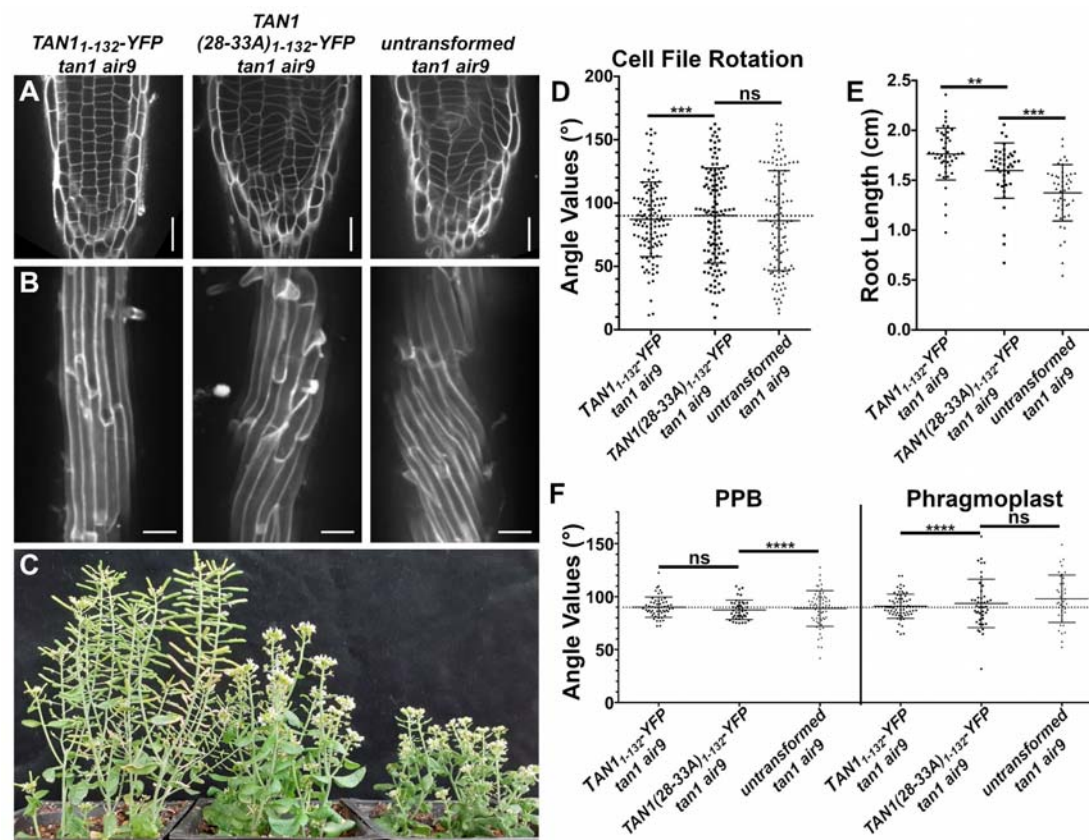 TAN1₁₋₁₃₂-YFP
tan1 air9
TAN1
(28-33A)₁₋₁₃₂-YFP
tan1 air9
untransformed
tan1 air9
A
B
C
D
Cell File Rotation
Angle Values (°)
200
150
100
50
0
***
ns
TAN1₁₋₁₃₂-YFP
tan1 air9
TAN1(28-33A)₁₋₁₃₂-YFP
tan1 air9
untransformed
tan1 air9
E
Root Length (cm)
2.5
2.0
1.5
1.0
0.5
0.0
**
***
TAN1₁₋₁₃₂-YFP
tan1 air9
TAN1(28-33A)₁₋₁₃₂-YFP
tan1 air9
untransformed
tan1 air9
F
PPB
Phragmoplast
Angle Values (°)
150
100
50
0
ns
****
****
ns
TAN1₁₋₁₃₂-YFP
tan1 air9
TAN1(28-33A)₁₋₁₃₂-YFP
tan1 air9
untransformed
tan1 air9
TAN1₁₋₁₃₂-YFP
tan1 air9
TAN1(28-33A)₁₋₁₃₂-YFP
tan1 air9
untransformed
tan1 air9